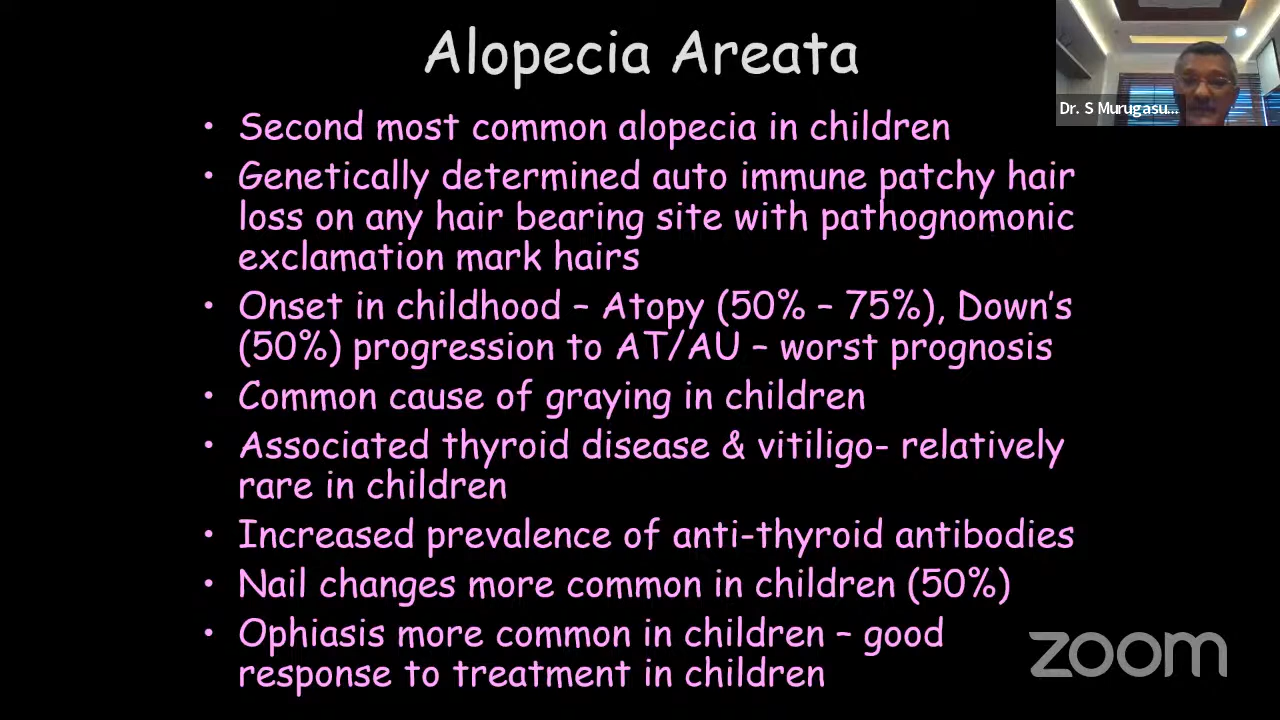 Alopecia Areata
Dr. S Murugasu...
• Second most common alopecia in children
• Genetically determined auto immune patchy hair
loss on any hair bearing site with pathognomonic
exclamation mark hairs
• Onset in childhood – Atopy (50% – 75%), Down's
(50%) progression to AT/AU – worst prognosis
• Common cause of graying in children
• Associated thyroid disease & vitiligo- relatively
rare in children
• Increased prevalence of anti-thyroid antibodies
• Nail changes more common in children (50%)
• Ophiasis more common in children – good
response to treatment in children
zoom